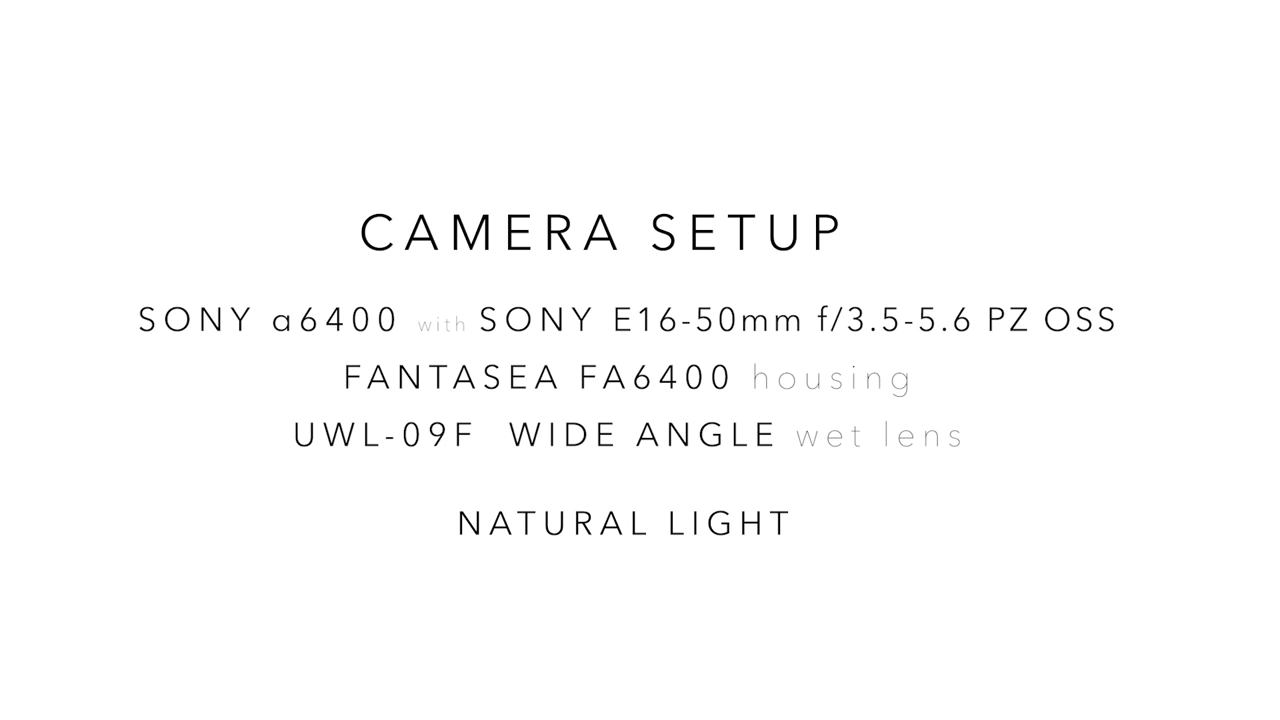 CAMERA SETUP
SONY a6400 with SONY E16-50mm f/3.5-5.6 PZ OSS
FANTASEA FA6400 housing
UWL-09F WIDE ANGLE wet lens
NATURAL LIGHT